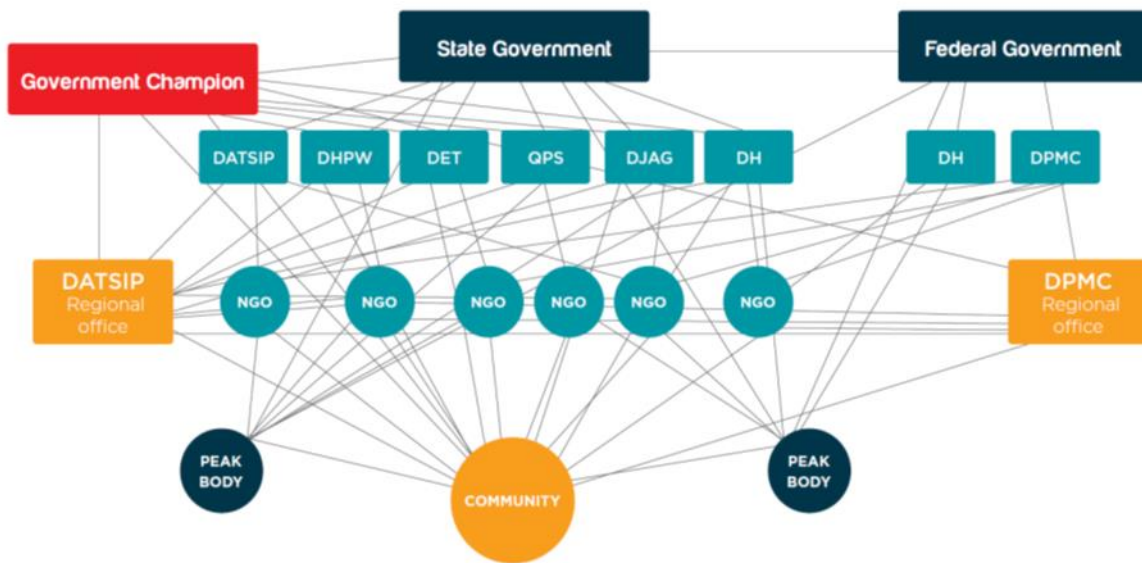 State Government
Federal Government
Government Champion
DATSIP
DHPW
DET
QPS
DJAG
DH
DH
DPMC
DATSIP
Regional
office
NGO
NGO
NGO
NGO
NGO
NGO
DPMC
Regional
office
PEAK
BODY
COMMUNITY
PEAK
BODY